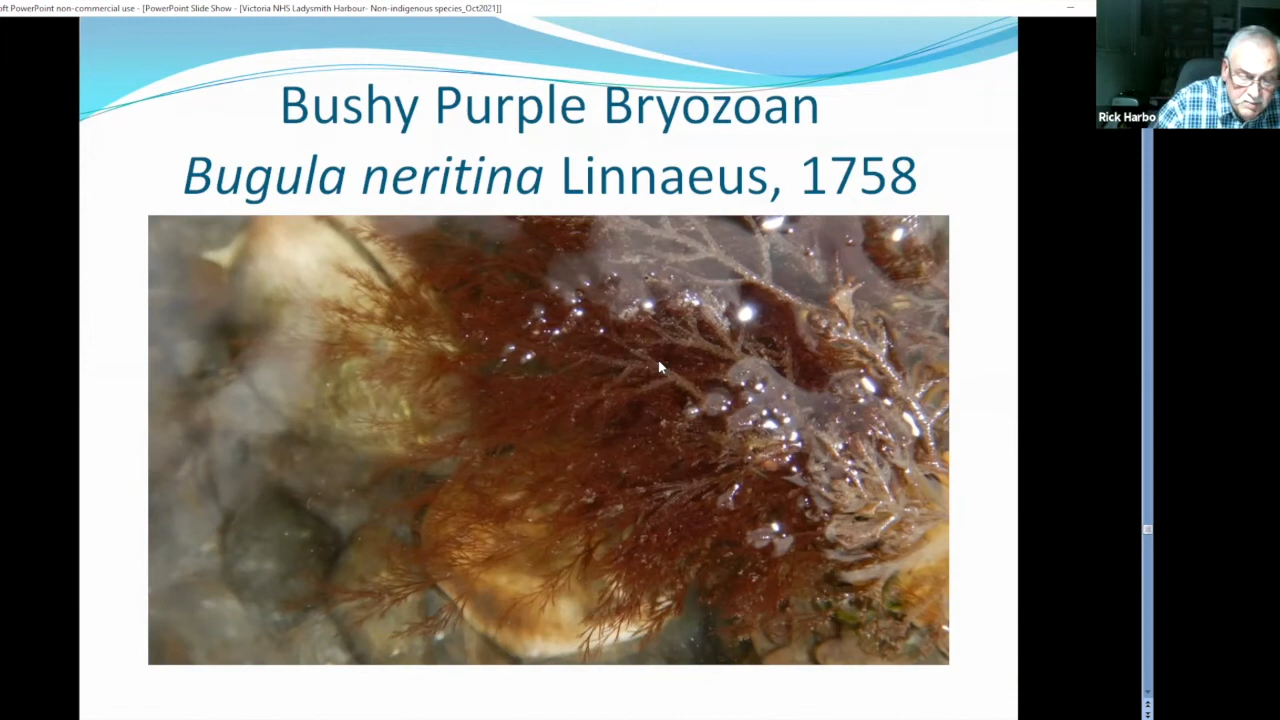 oft PowerPoint non-commercial use - [PowerPoint Slide Show - [Victoria NHS Ladysmith Harbour- Non-indigenous species_Oct2021]]
Bushy Purple Bryozoan
Bugula neritina Linnaeus, 1758
Rick Harbo